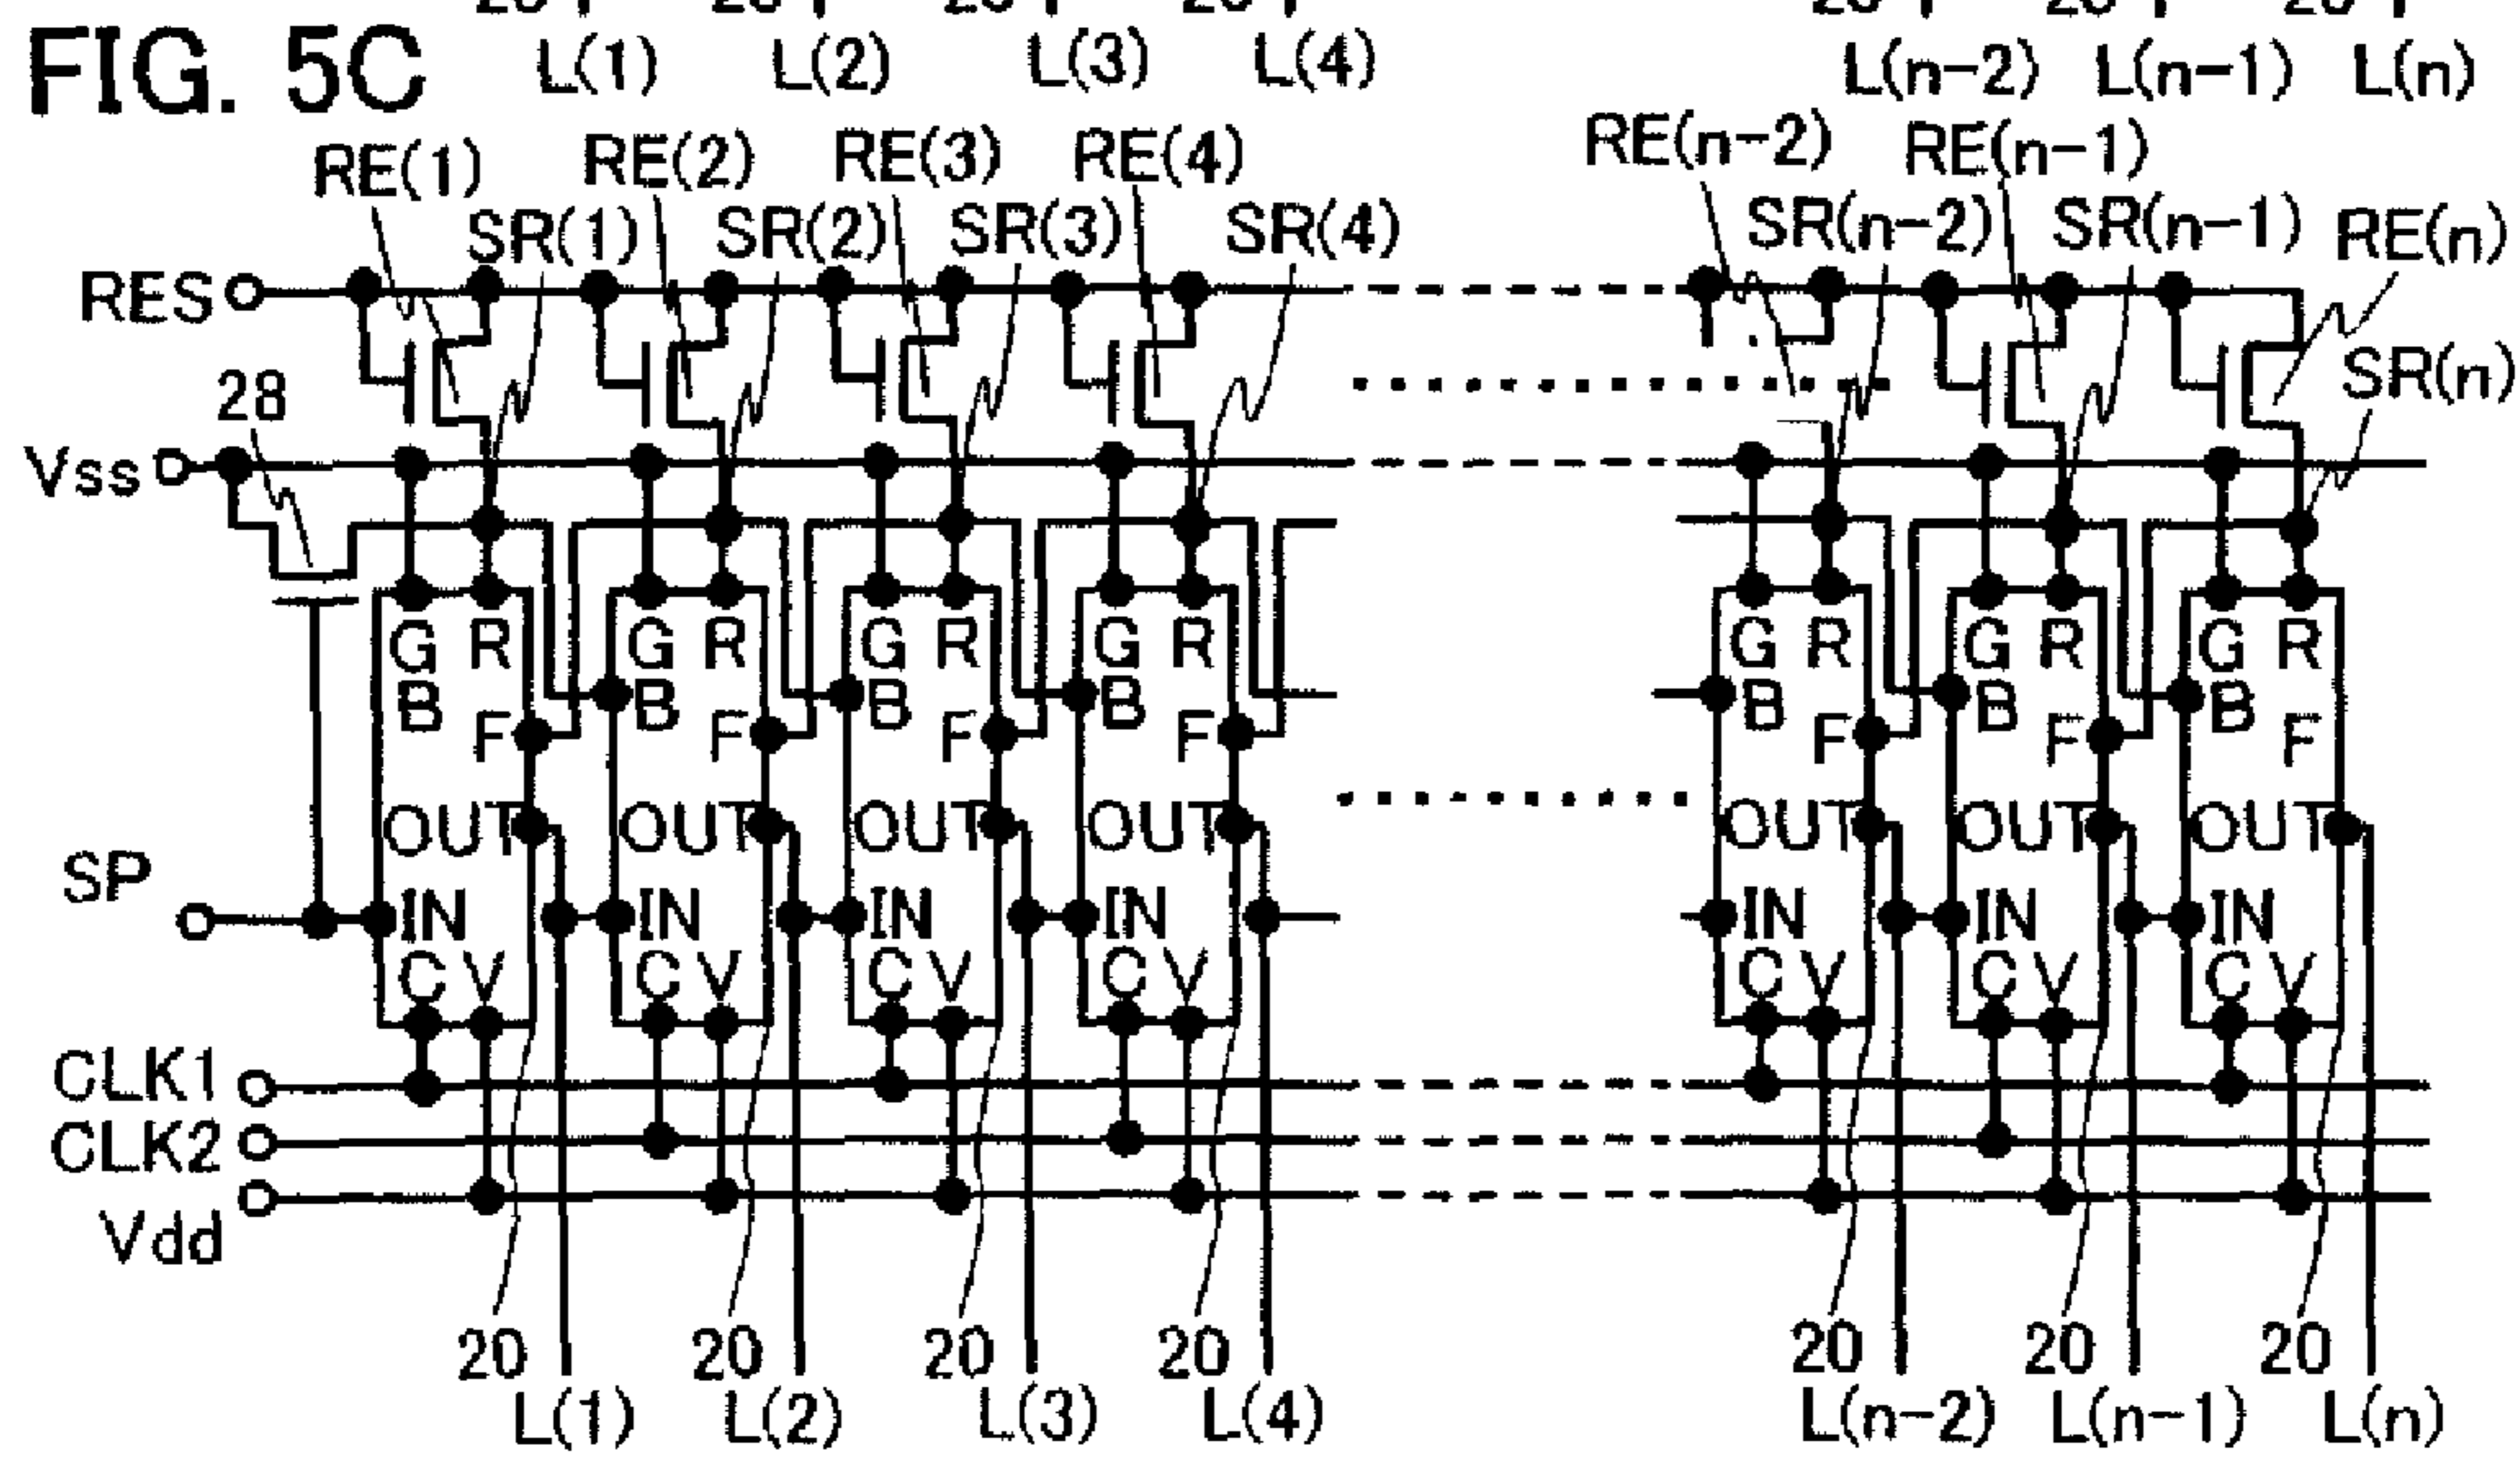 FIG. 5C
L(1) L(2) L(3) L(4) L(n-2) L(n-1) L(n)
RE(1) RE(2) RE(3) RE(4) RE(n-2) RE(n-1)
SR(1) SR(2) SR(3) SR(4) SR(n-2) SR(n-1) RE(n)
RES
28 SR(n)
Vss
G R G R G R G R G R G R G R
B B B B B B B
F F F F F F F
OUT OUT OUT OUT OUT OUT OUT
SP
IN IN IN IN IN IN IN
C V C V C V C V C V C V C V
CLK1
CLK2
Vdd
20 20 20 20 20 20 20
L(1) L(2) L(3) L(4) L(n-2) L(n-1) L(n)